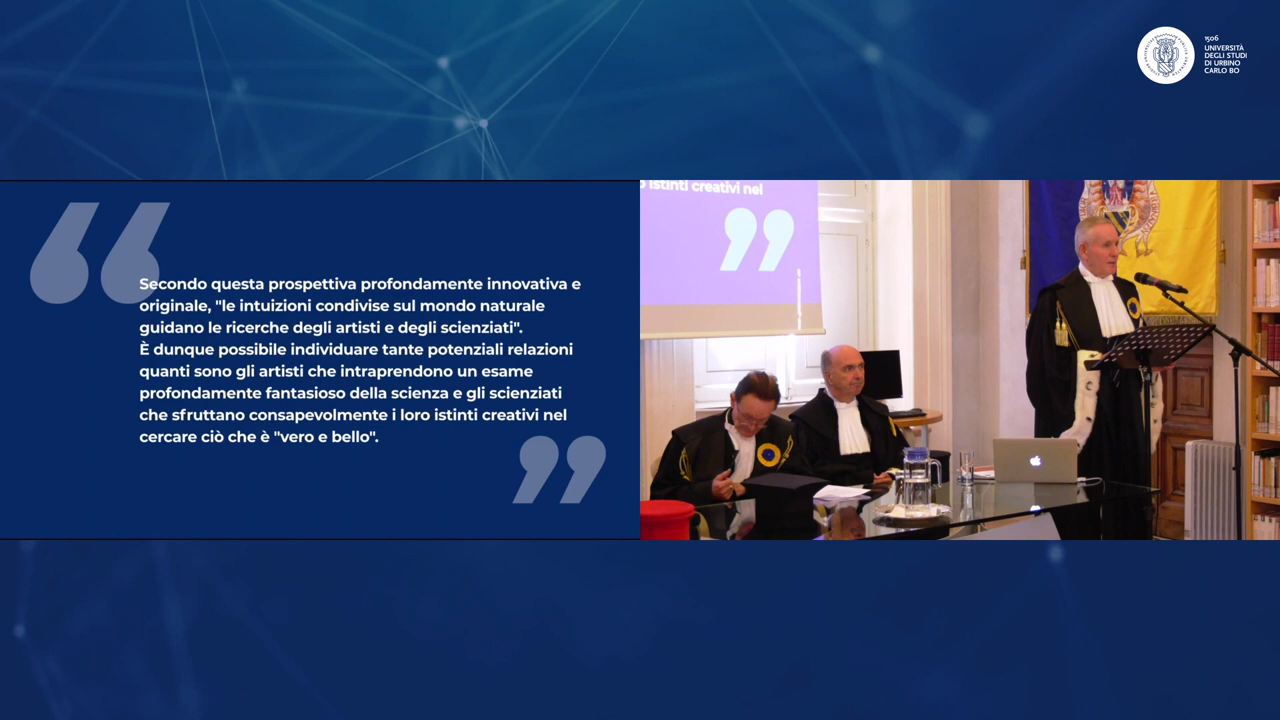 1506
UNIVERSITÀ
DEGLI STUDI
DI URBINO
CARLO BO
Secondo questa prospettiva profondamente innovativa e
originale, "le intuizioni condivise sul mondo naturale
guidano le ricerche degli artisti e degli scienziati".
È dunque possibile individuare tante potenziali relazioni
quanti sono gli artisti che intraprendono un esame
profondamente fantasioso della scienza e gli scienziati
che sfruttano consapevolmente i loro istinti creativi nel
cercare ciò che è "vero e bello".
o istinti creativi nel